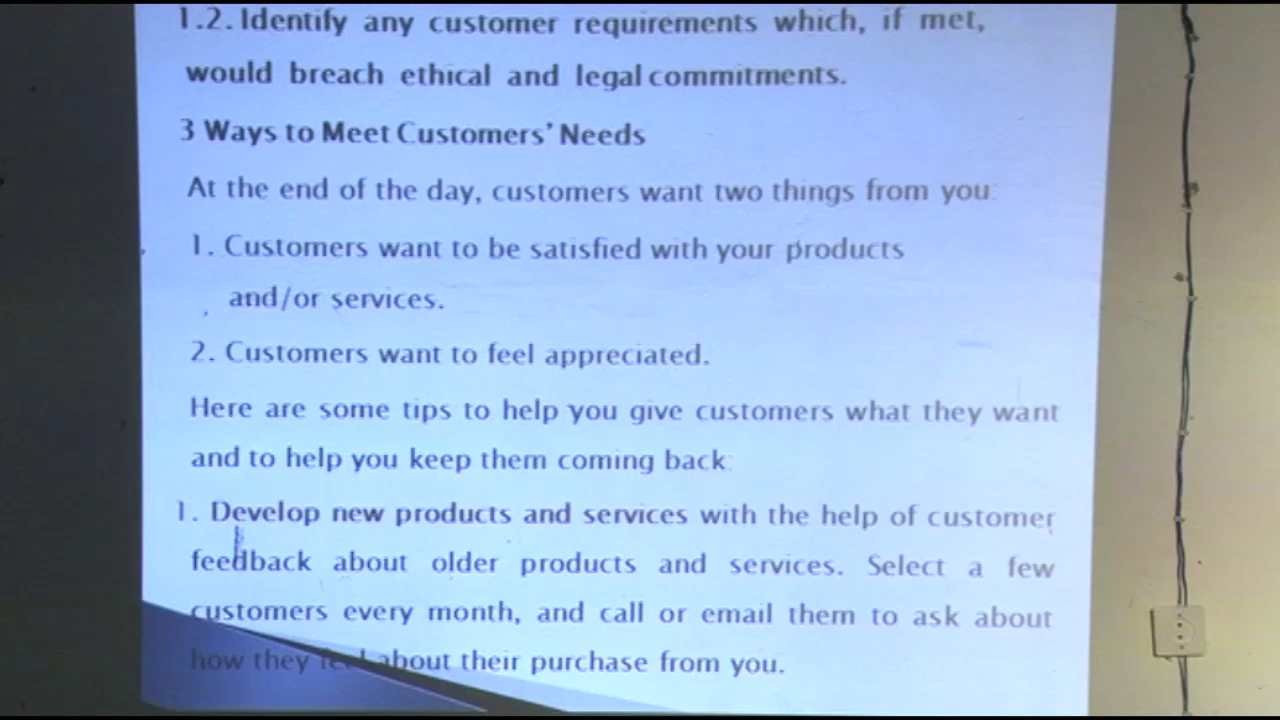 1.2. Identify any customer requirements which, if met,
would breach ethical and legal commitments.
3 Ways to Meet Customers' Needs
At the end of the day, customers want two things from you:
1. Customers want to be satisfied with your products
and/or services.
2. Customers want to feel appreciated.
Here are some tips to help you give customers what they want
and to help you keep them coming back:
1. Develop new products and services with the help of customer
feedback about older products and services. Select a few
customers every month, and call or email them to ask about
how they feel about their purchase from you.